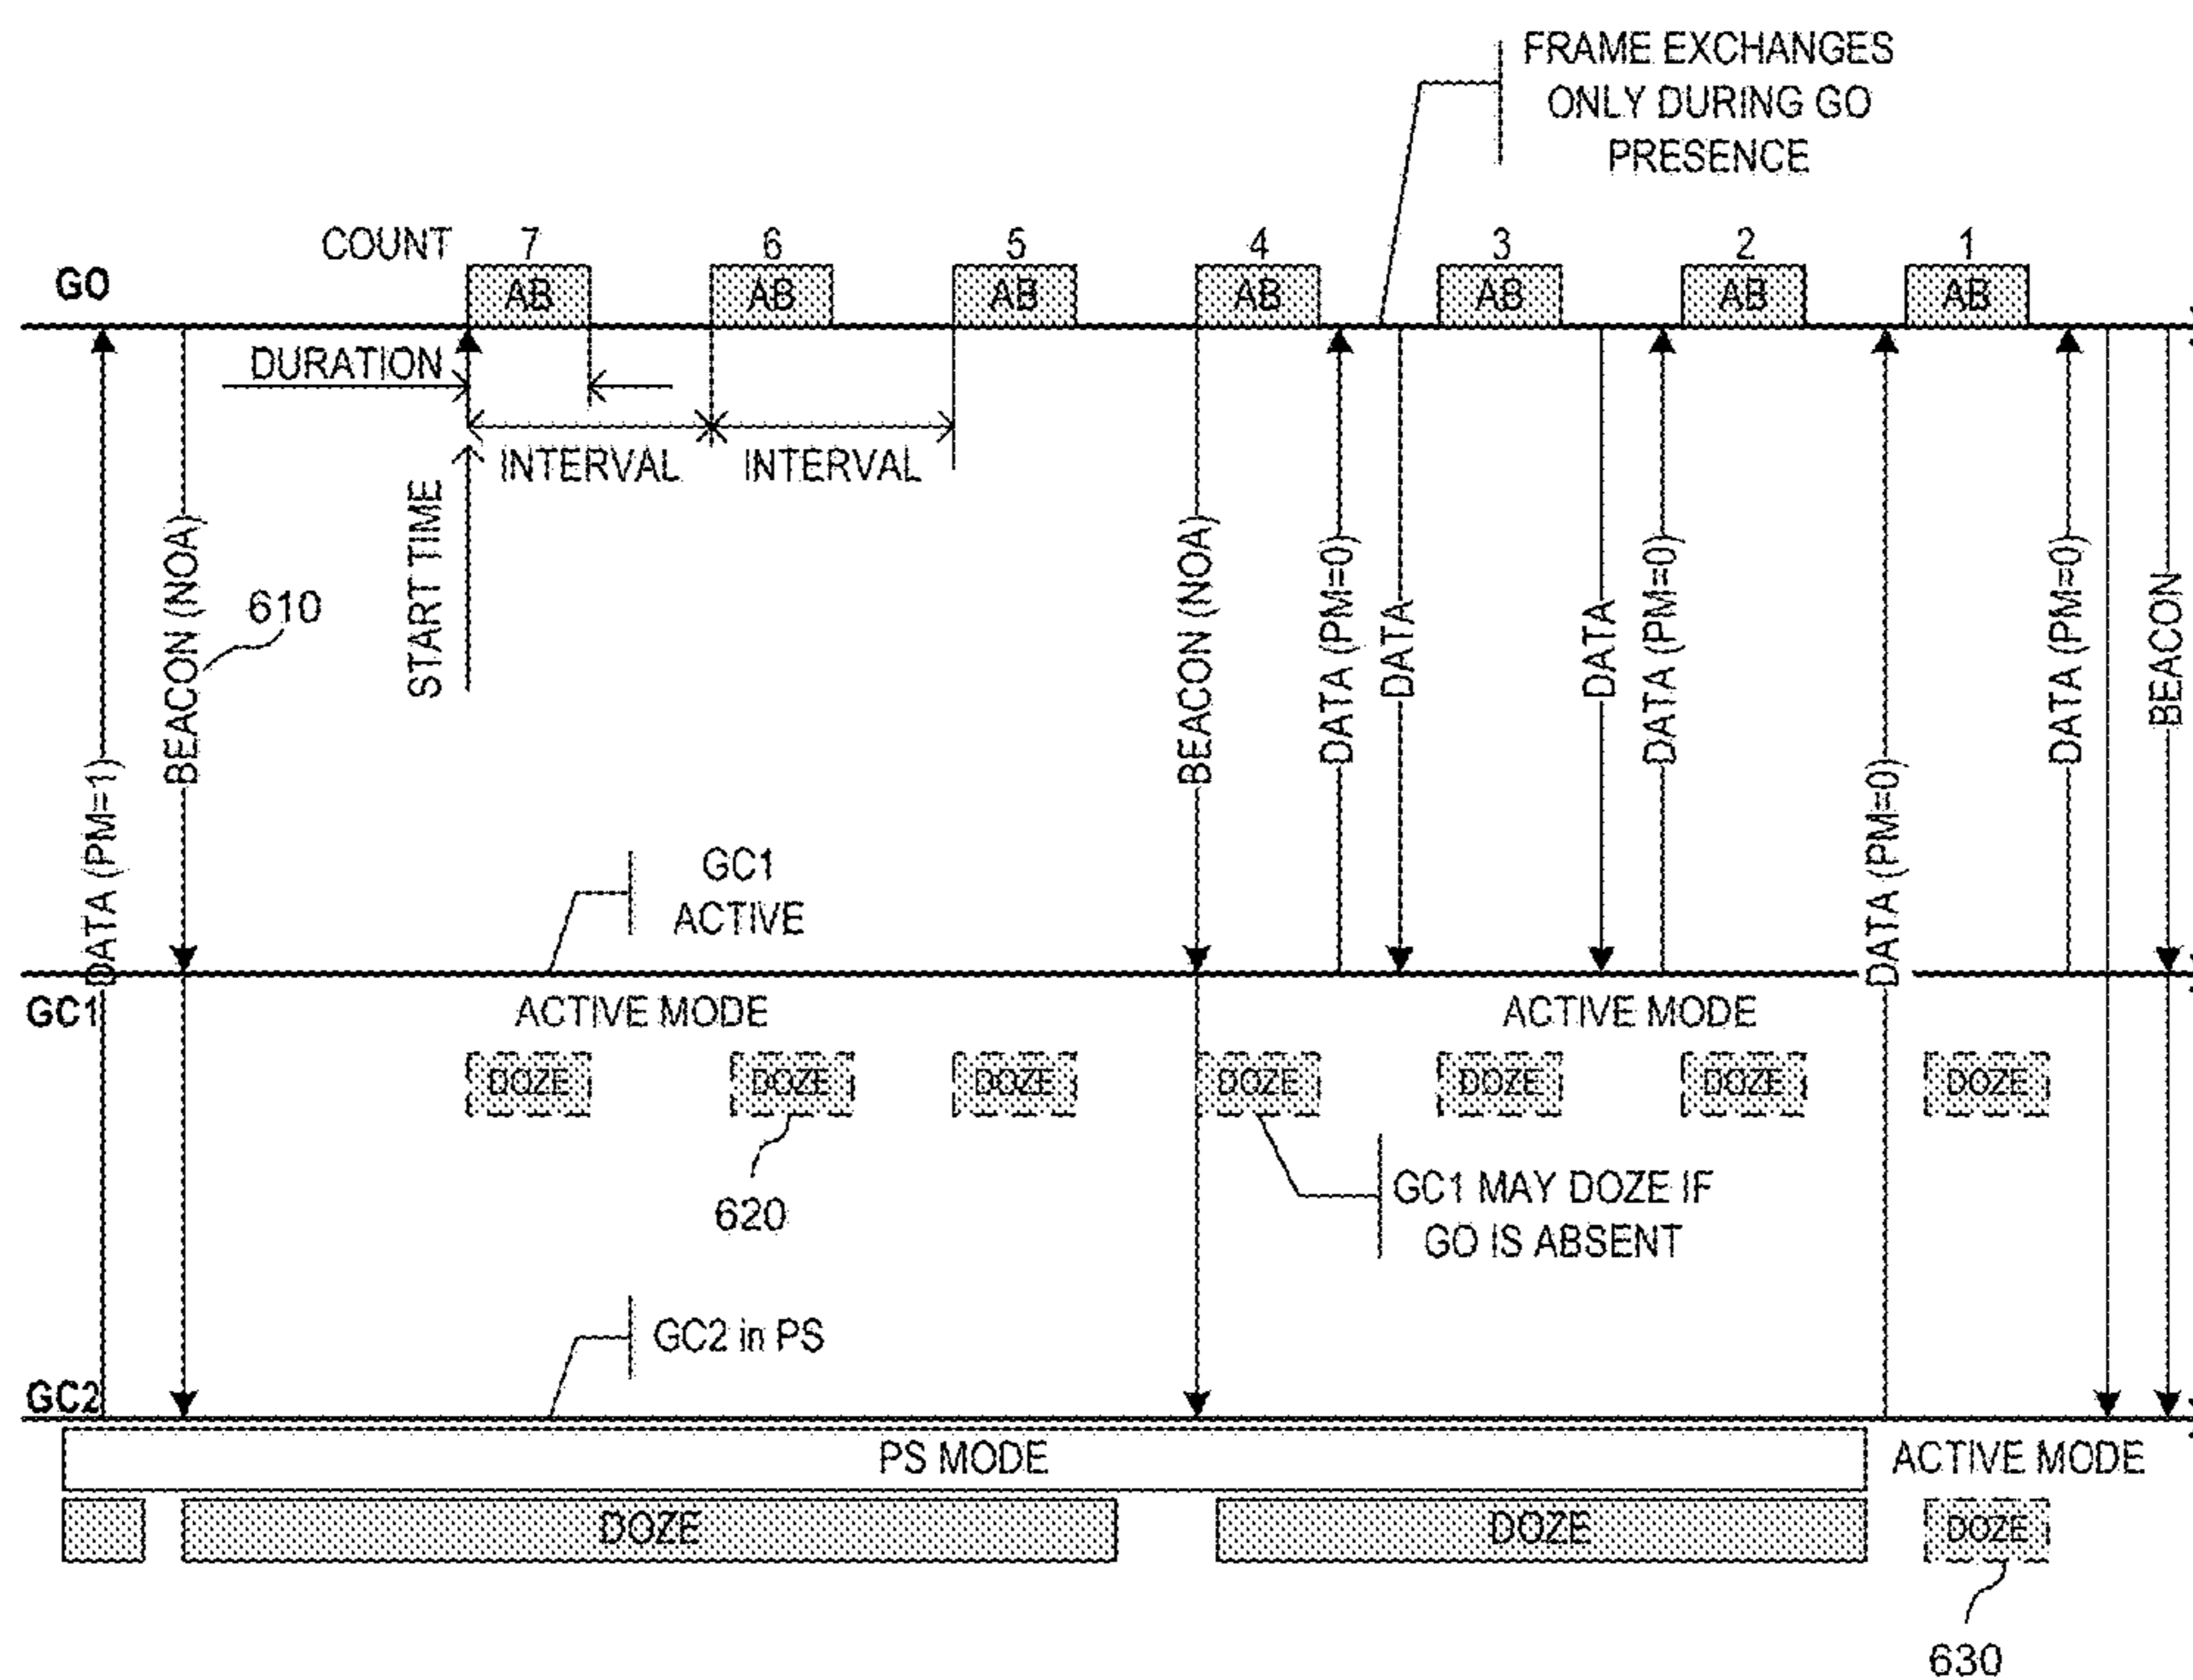 FRAME EXCHANGES
ONLY DURING GO
PRESENCE
COUNT 7 6 5 4 3 2 1
GO AB AB AB AB AB AB AB
DURATION
INTERVAL INTERVAL
START TIME
DATA (PM=1)
BEACON (NOA)
610
BEACON (NOA)
DATA (PM=0)
DATA
DATA
DATA (PM=0)
DATA (PM=0)
DATA (PM=0)
BEACON
GC1
ACTIVE
GC1
ACTIVE MODE ACTIVE MODE
DOZE DOZE DOZE DOZE DOZE DOZE DOZE
620
GC1 MAY DOZE IF
GO IS ABSENT
GC2 in PS
GC2
PS MODE ACTIVE MODE
DOZE DOZE DOZE
630